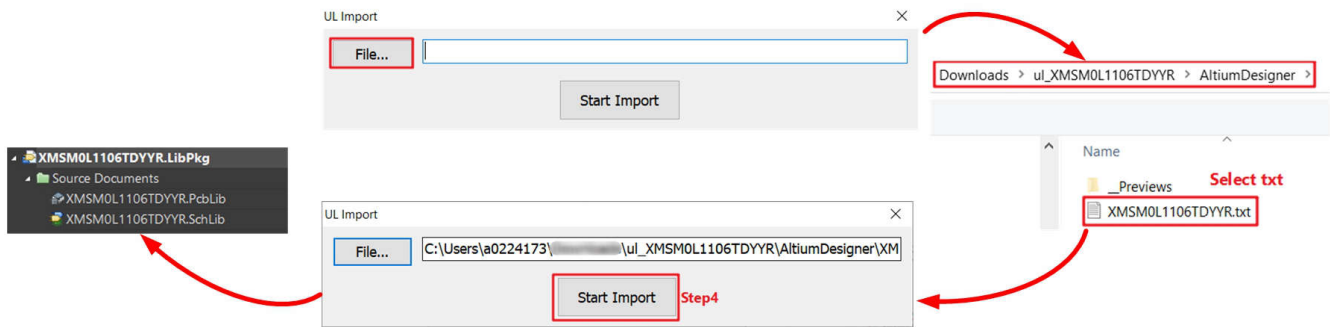 UL Import
File...
Start Import
Downloads > ul_XMSM0L1106TDYYR > AltiumDesigner >
Name
__Previews
Select txt
XMSM0L1106TDYYR.txt
UL Import
File...
C:\Users\a0224173\ \ul_XMSM0L1106TDYYR\AltiumDesigner\XM
Start Import
Step4
XMSM0L1106TDYYR.LibPkg
Source Documents
XMSM0L1106TDYYR.PcbLib
XMSM0L1106TDYYR.SchLib